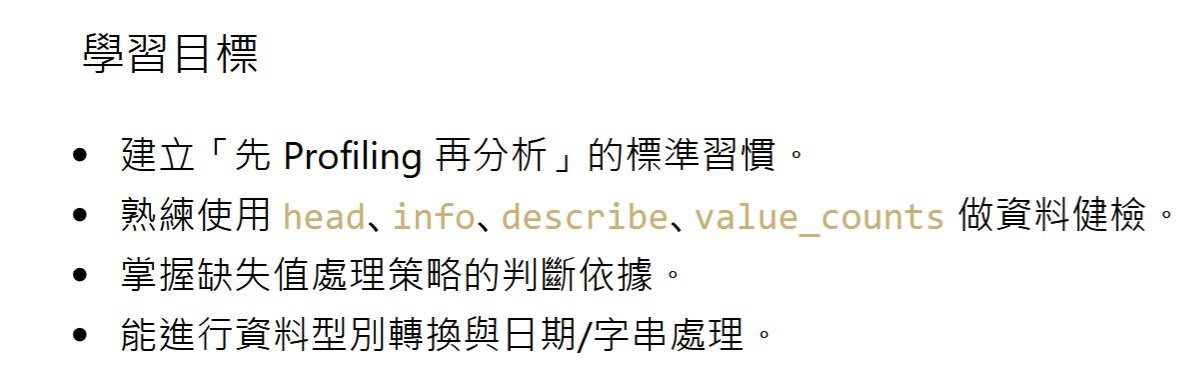 學習目標
• 建立「先 Profiling 再分析」的標準習慣。
• 熟練使用 head、info、describe、value_counts 做資料健檢。
• 掌握缺失值處理策略的判斷依據。
• 能進行資料型別轉換與日期/字串處理。